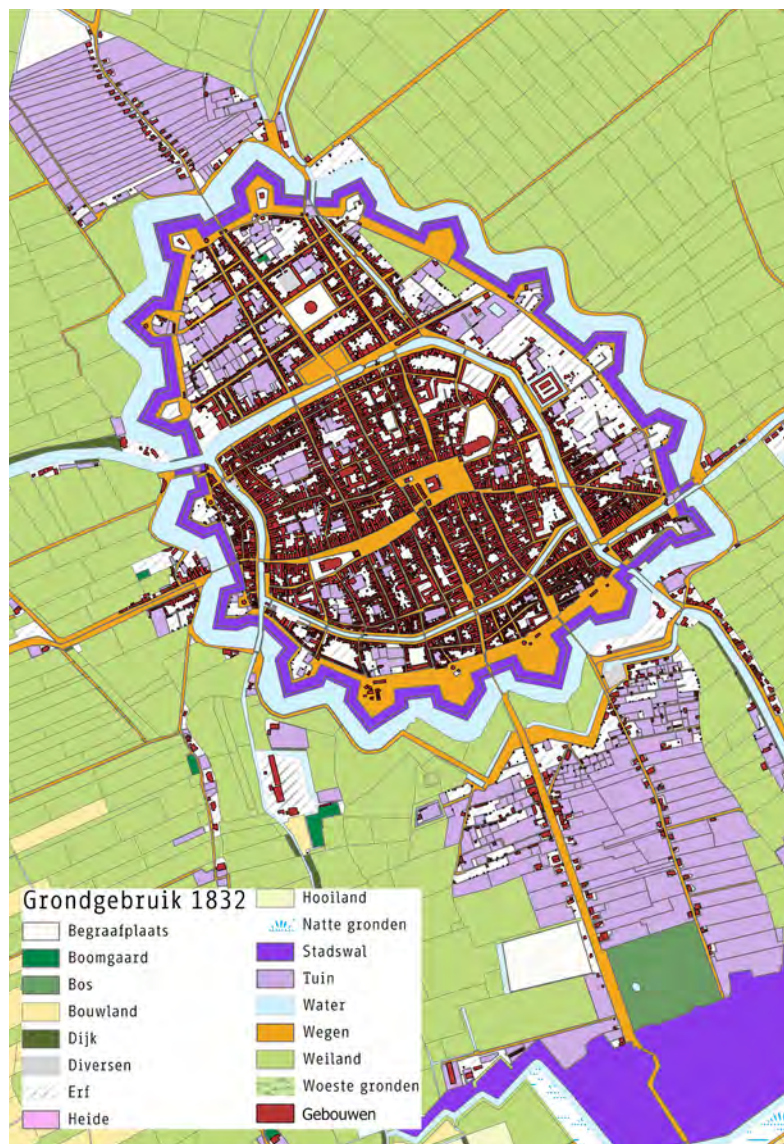 Grondgebruik 1832
Begraafplaats
Boomgaard
Bos
Bouwland
Dijk
Diversen
Erf
Heide
Hooiland
Natte gronden
Stadswal
Tuin
Water
Wegen
Weiland
Woeste gronden
Gebouwen